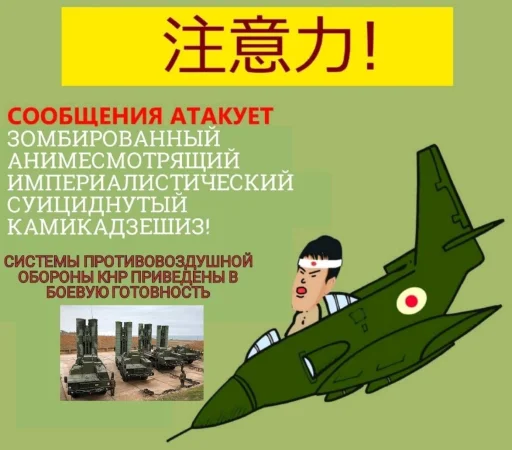 注意力!
СООБЩЕНИЯ АТАКУЕТ
ЗОМБИРОВАННЫЙ
АНИМЕСМОТРЯЩИЙ
ИМПЕРИАЛИСТИЧЕСКИЙ
СУИЦИДНУТЫЙ
КАМИКАДЗЕШИЗ!
СИСТЕМЫ ПРОТИВОВОЗДУШНОЙ
ОБОРОНЫ КНР ПРИВЕДЕНЫ В
БОЕВУЮ ГОТОВНОСТЬ